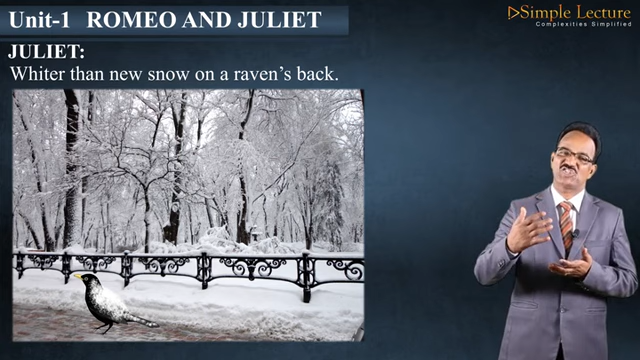 Unit-1 ROMEO AND JULIET
Simple Lecture
Complexities Simplified
JULIET:
Whiter than new snow on a raven’s back.